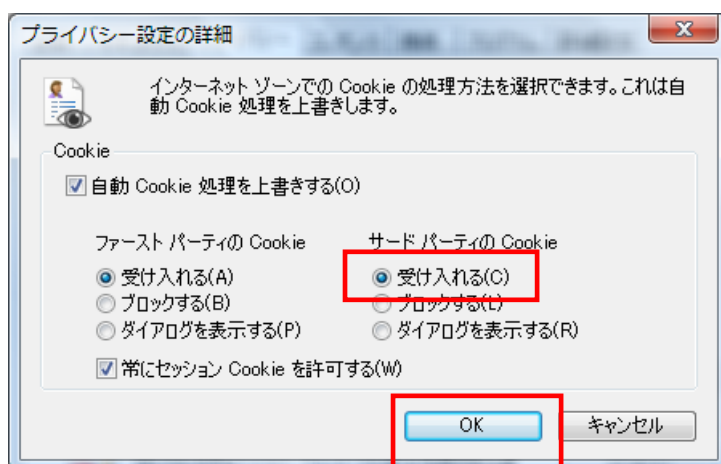 プライバシー設定の詳細
インターネット ゾーンでの Cookie の処理方法を選択できます。これは自
動 Cookie 処理を上書きします。
Cookie
自動 Cookie 処理を上書きする(O)
ファースト パーティの Cookie サード パーティの Cookie
受け入れる(A) 受け入れる(C)
ブロックする(B) ブロックする(L)
ダイアログを表示する(P) ダイアログを表示する(R)
常にセッション Cookie を許可する(W)
OK キャンセル